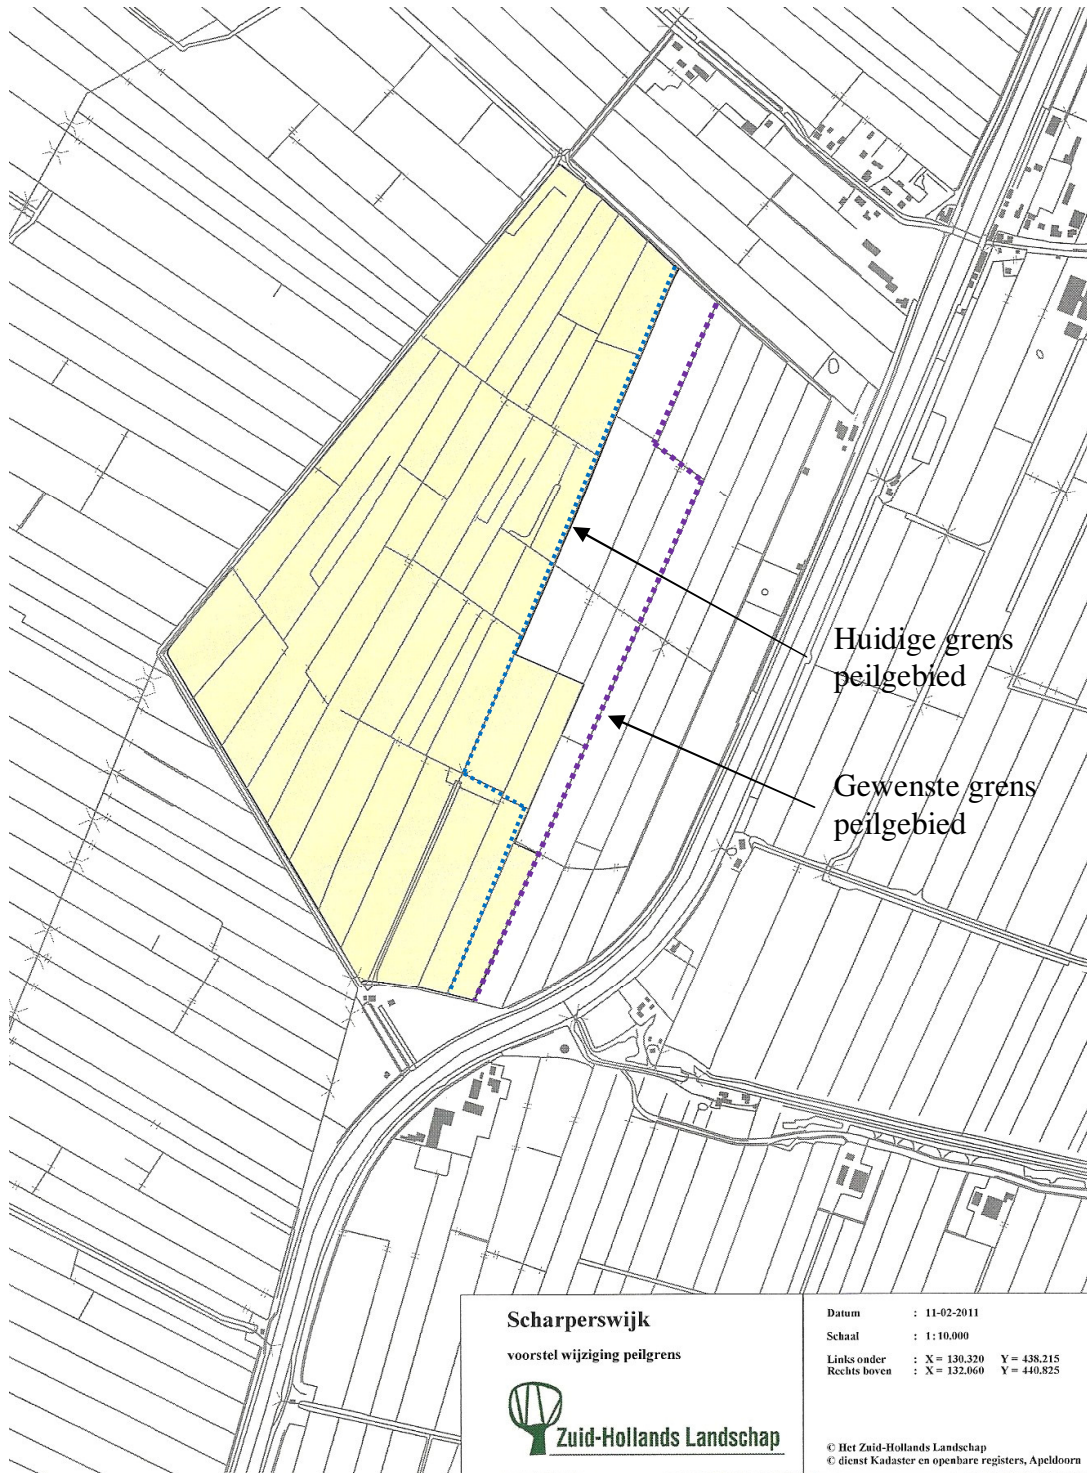 Huidige grens
peilgebied
Gewenste grens
peilgebied
Scharperswijk
voorstel wijziging peilgrens
Zuid-Hollands Landschap
Datum : 11-02-2011
Schaal : 1:10.000
Links onder : X = 130.320 Y = 438.215
Rechts boven : X = 132.060 Y = 440.825
© Het Zuid-Hollands Landschap
© dienst Kadaster en openbare registers, Apeldoorn